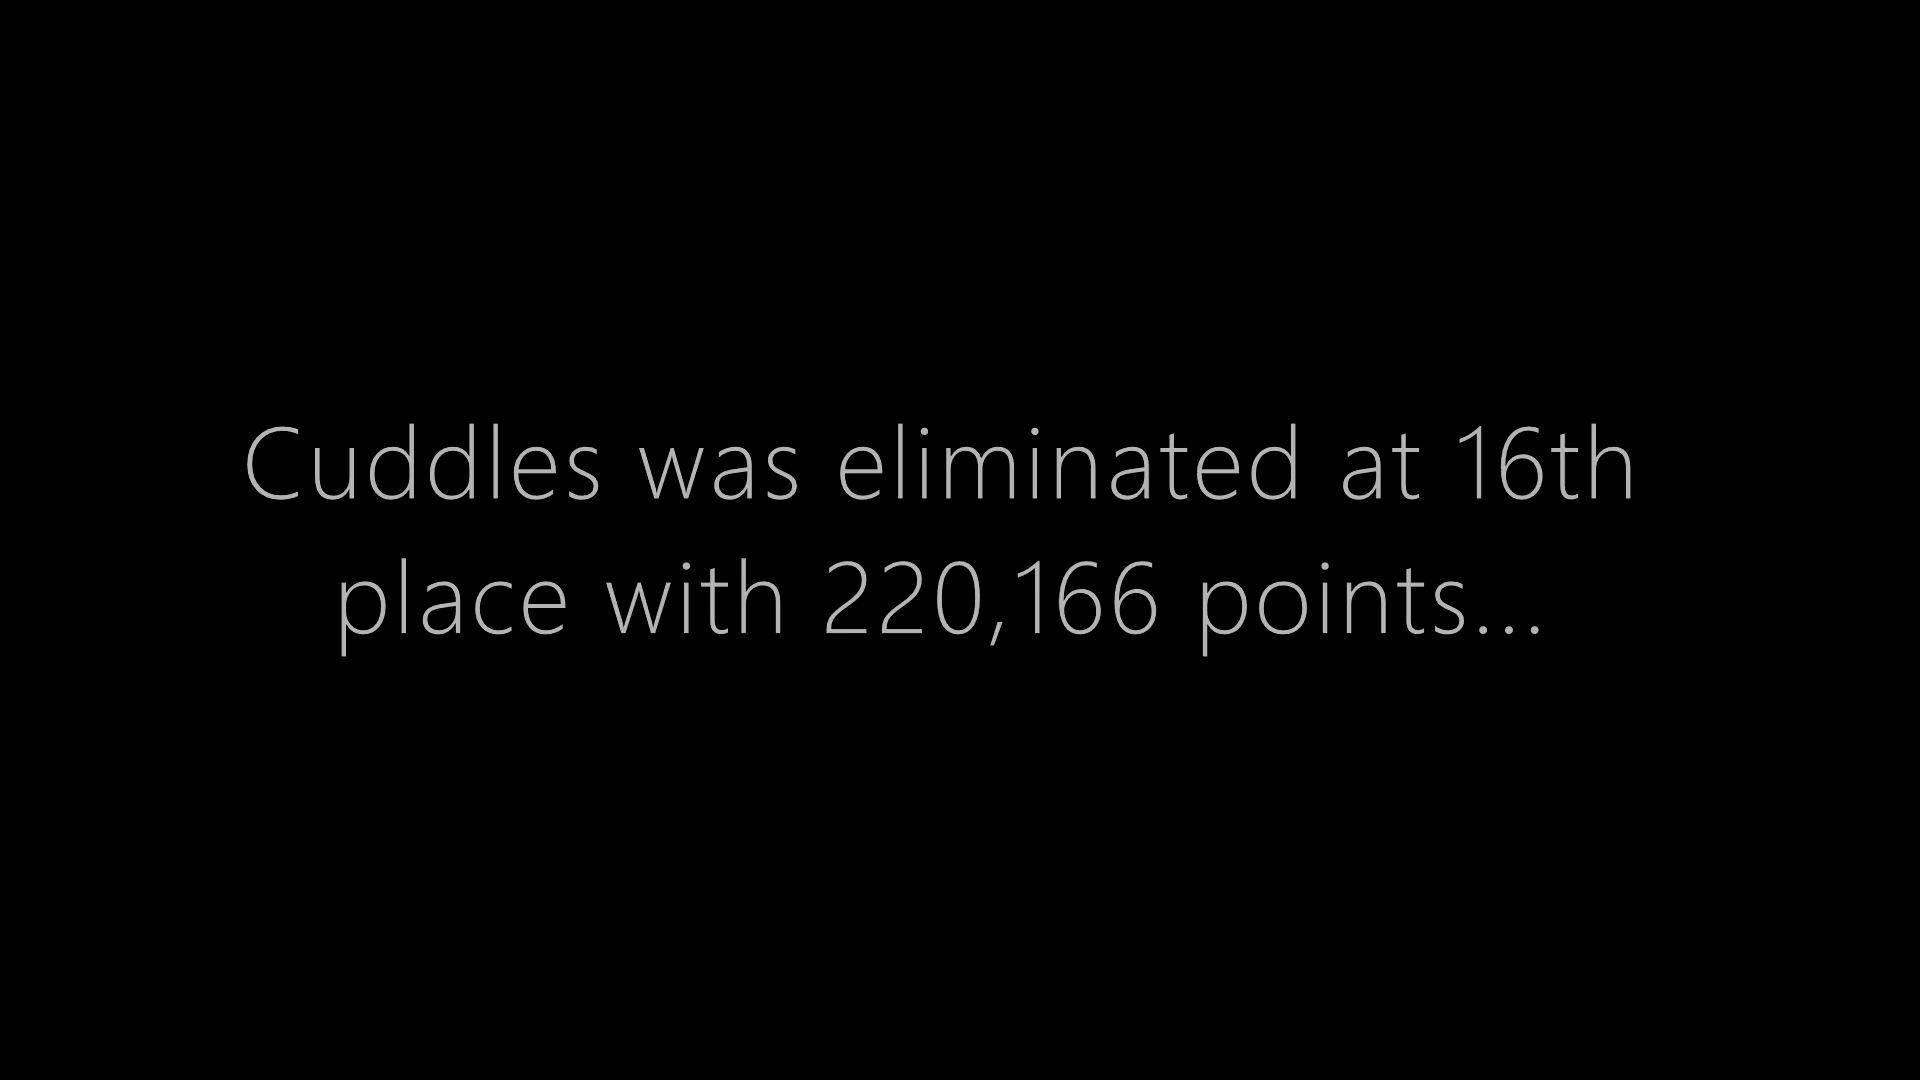 Cuddles was eliminated at 16th
place with 220,166 points...